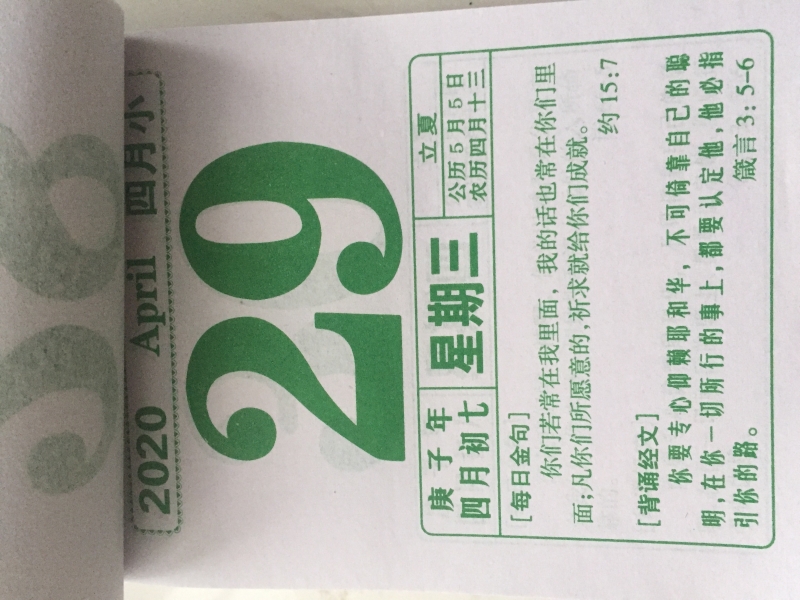 2020 April 四月小
29
庚子年
四月初七
星期三
立夏
公历5月5日
农历四月十三
[每日金句]
你们若常在我里面，我的话也常在你们里
面；凡你们所愿意的，祈求就给你们成就。
约15：7
[背诵经文]
你要专心仰赖耶和华，不可倚靠自己的聪
明，在你一切所行的事上，都要认定他，他必指
引你的路。
箴言3：5-6